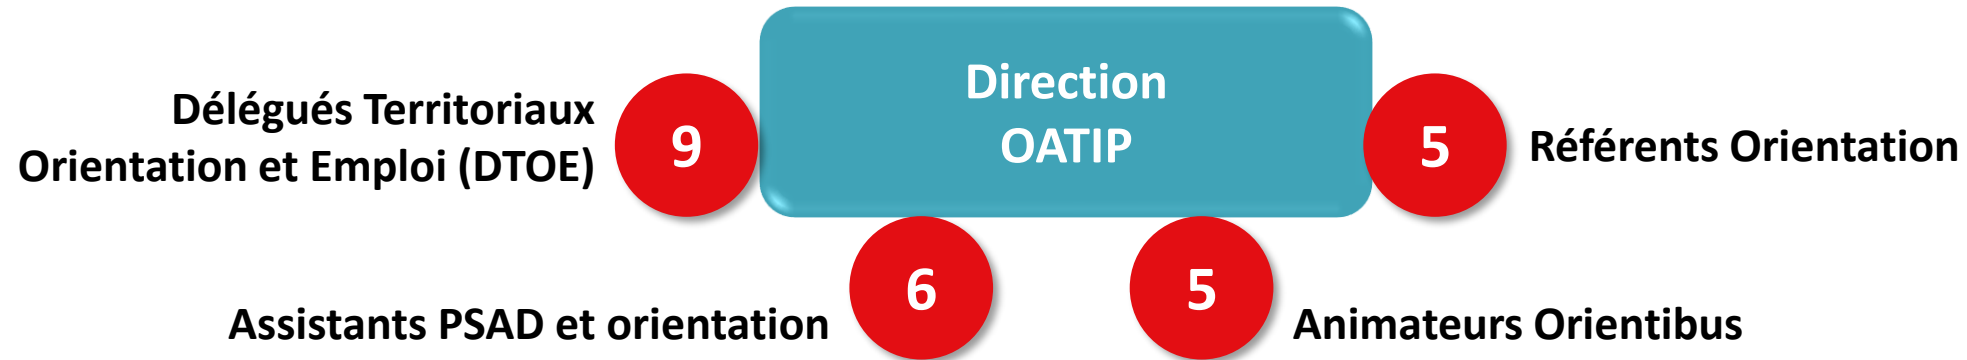 Direction
OATIP
Délégués Territoriaux
Orientation et Emploi (DTOE)
9
5
Référents Orientation
Assistants PSAD et orientation
6
5
Animateurs Orientibus